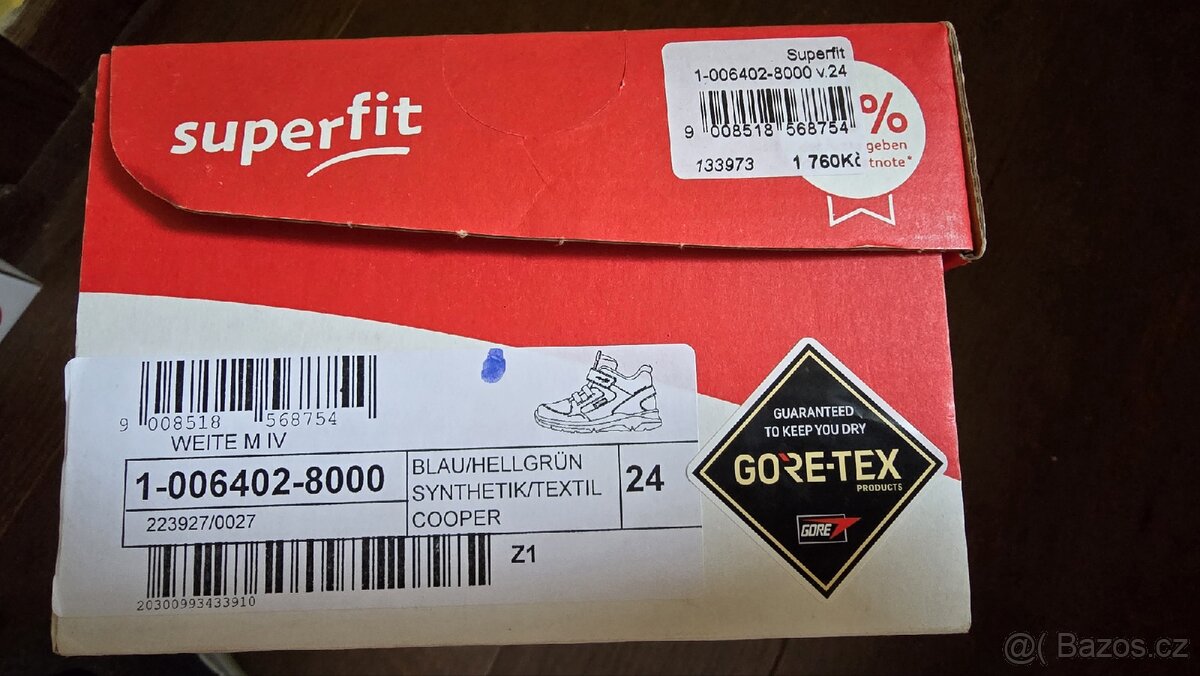 superfit
Superfit
1-006402-8000 v.24
9 008518 568754
133973 1 760Kč
%
geben
tnote*
9 008518 568754
WEITE M IV
1-006402-8000
223927/0027
BLAU/HELLGRÜN
SYNTHETIK/TEXTIL
COOPER
24
Z1
20300993433910
GUARANTEED
TO KEEP YOU DRY
GORE-TEX
PRODUCTS
GORE
@( Bazos.cz